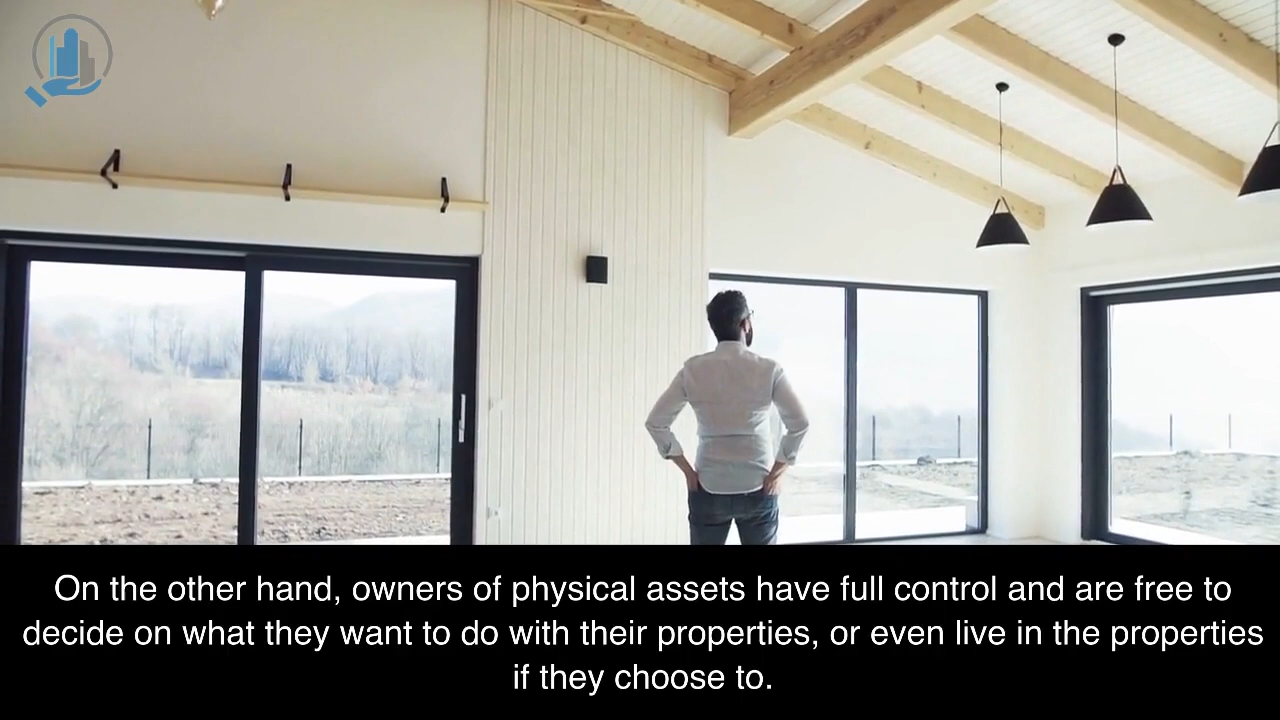 On the other hand, owners of physical assets have full control and are free to
decide on what they want to do with their properties, or even live in the properties
if they choose to.